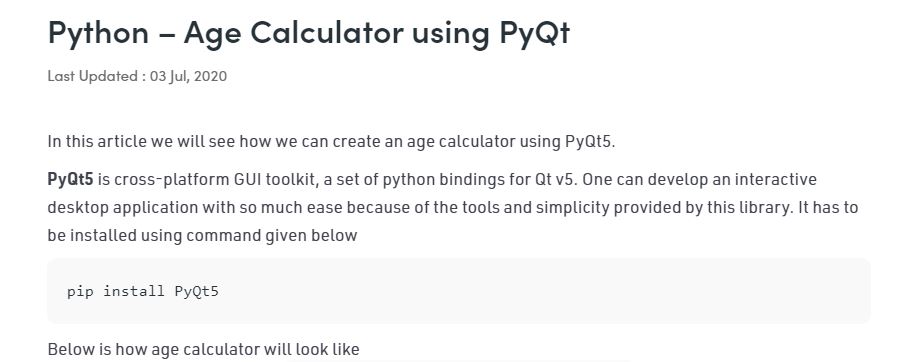 Python – Age Calculator using PyQt
Last Updated : 03 Jul, 2020
In this article we will see how we can create an age calculator using PyQt5.
PyQt5 is cross-platform GUI toolkit, a set of python bindings for Qt v5. One can develop an interactive
desktop application with so much ease because of the tools and simplicity provided by this library. It has to
be installed using command given below
pip install PyQt5
Below is how age calculator will look like